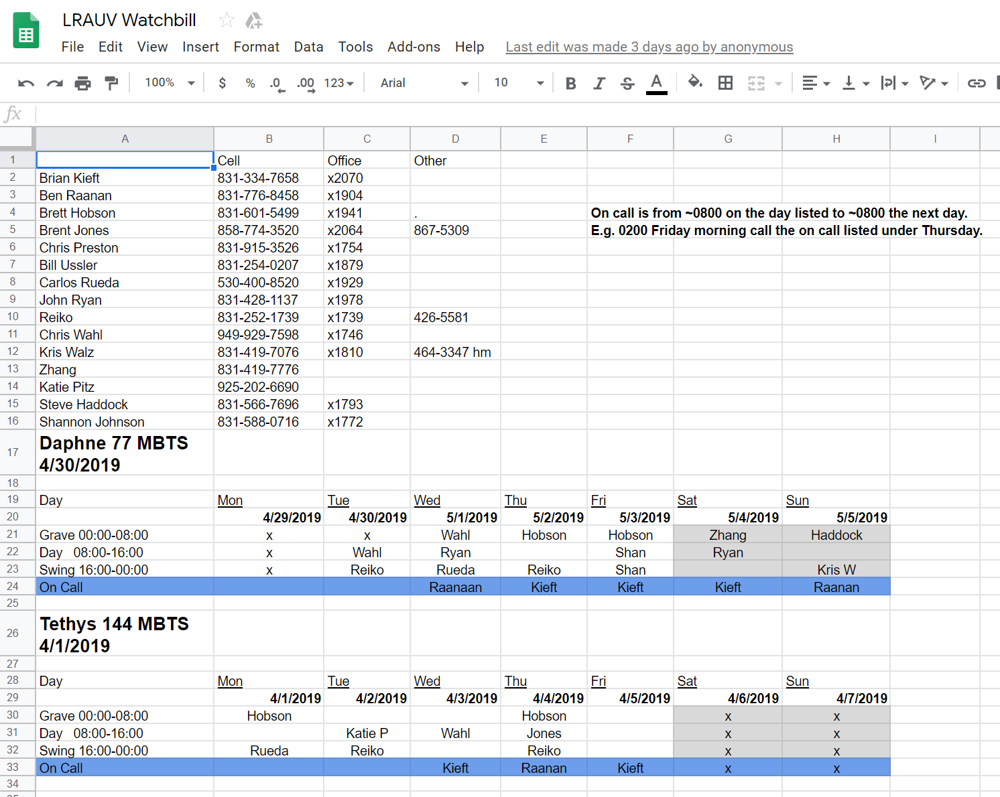 LRAUV Watchbill
File Edit View Insert Format Data Tools Add-ons Help Last edit was made 3 days ago by anonymous
100% $ % .0 .00 123 Arial 10 B I S A
fx
A B C D E F G H I
1 Cell Office Other
2 Brian Kieft 831-334-7658 x2070
3 Ben Raanan 831-776-8458 x1904
4 Brett Hobson 831-601-5499 x1941 . On call is from ~0800 on the day listed to ~0800 the next day.
5 Brent Jones 858-774-3520 x2064 867-5309 E.g. 0200 Friday morning call the on call listed under Thursday.
6 Chris Preston 831-915-3526 x1754
7 Bill Ussler 831-254-0207 x1879
8 Carlos Rueda 530-400-8520 x1929
9 John Ryan 831-428-1137 x1978
10 Reiko 831-252-1739 x1739 426-5581
11 Chris Wahl 949-929-7598 x1746
12 Kris Walz 831-419-7076 x1810 464-3347 hm
13 Zhang 831-419-7776
14 Katie Pitz 925-202-6690
15 Steve Haddock 831-566-7696 x1793
16 Shannon Johnson 831-588-0716 x1772
17 Daphne 77 MBTS
4/30/2019
18
19 Day Mon Tue Wed Thu Fri Sat Sun
20 4/29/2019 4/30/2019 5/1/2019 5/2/2019 5/3/2019 5/4/2019 5/5/2019
21 Grave 00:00-08:00 x x Wahl Hobson Hobson Zhang Haddock
22 Day 08:00-16:00 x Wahl Ryan Shan Ryan
23 Swing 16:00-00:00 x Reiko Rueda Reiko Shan Kris W
24 On Call Raanaan Kieft Kieft Kieft Raanan
25
26 Tethys 144 MBTS
4/1/2019
27
28 Day Mon Tue Wed Thu Fri Sat Sun
29 4/1/2019 4/2/2019 4/3/2019 4/4/2019 4/5/2019 4/6/2019 4/7/2019
30 Grave 00:00-08:00 Hobson Hobson x x
31 Day 08:00-16:00 Katie P Wahl Jones x x
32 Swing 16:00-00:00 Rueda Reiko Reiko x x
33 On Call Kieft Raanan Kieft x x
34